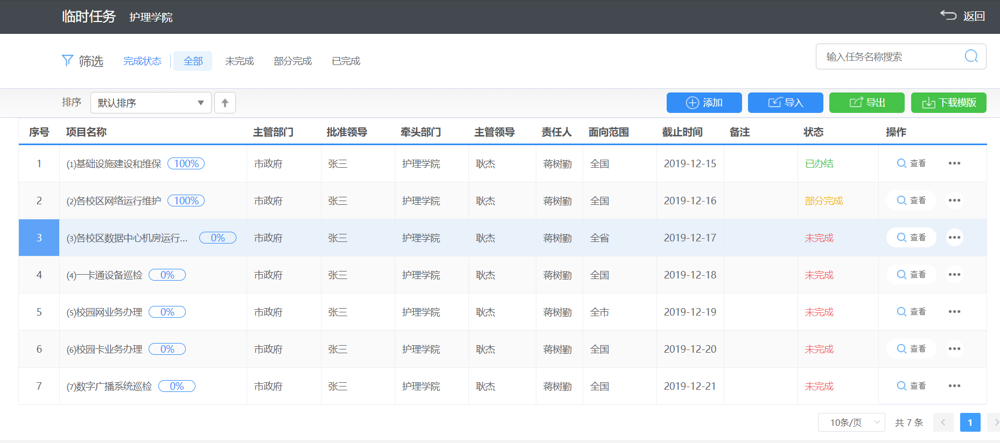 临时任务 护理学院 返回
筛选 完成状态 全部 未完成 部分完成 已完成 输入任务名称搜索
排序 默认排序 添加 导入 导出 下载模版
序号 项目名称 主管部门 批准领导 牵头部门 主管领导 责任人 面向范围 截止时间 备注 状态 操作
1 (1)基础设施建设和维保 100% 市政府 张三 护理学院 耿杰 蒋树勤 全国 2019-12-15 已办结 查看
2 (2)各校区网络运行维护 100% 市政府 张三 护理学院 耿杰 蒋树勤 全国 2019-12-16 部分完成 查看
3 (3)各校区数据中心机房运行... 0% 市政府 张三 护理学院 耿杰 蒋树勤 全省 2019-12-17 未完成 查看
4 (4)一卡通设备巡检 0% 市政府 张三 护理学院 耿杰 蒋树勤 全国 2019-12-18 未完成 查看
5 (5)校园网业务办理 0% 市政府 张三 护理学院 耿杰 蒋树勤 全市 2019-12-19 未完成 查看
6 (6)校园卡业务办理 0% 市政府 张三 护理学院 耿杰 蒋树勤 全国 2019-12-20 未完成 查看
7 (7)数字广播系统巡检 0% 市政府 张三 护理学院 耿杰 蒋树勤 全国 2019-12-21 未完成 查看
10条/页 共 7 条 1